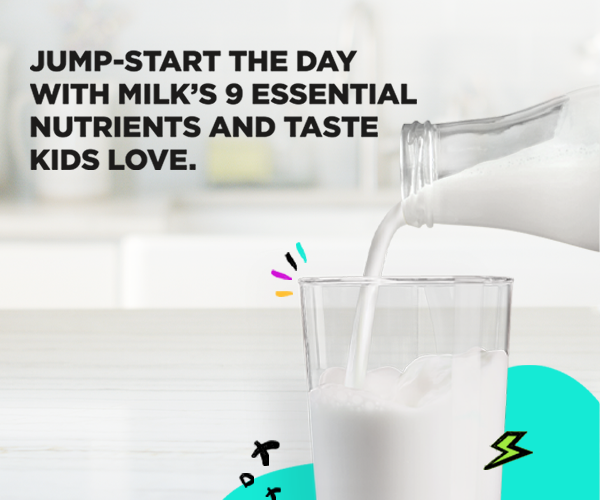 JUMP-START THE DAY
WITH MILK’S 9 ESSENTIAL
NUTRIENTS AND TASTE
KIDS LOVE.